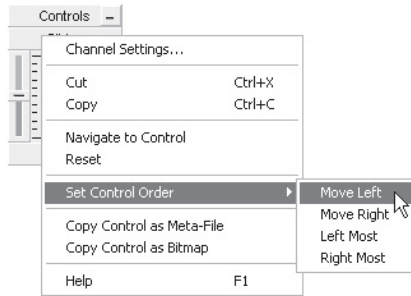 Controls
Channel Settings...
Cut Ctrl+X
Copy Ctrl+C
Navigate to Control
Reset
Set Control Order
Move Left
Move Right
Left Most
Right Most
Copy Control as Meta-File
Copy Control as Bitmap
Help F1